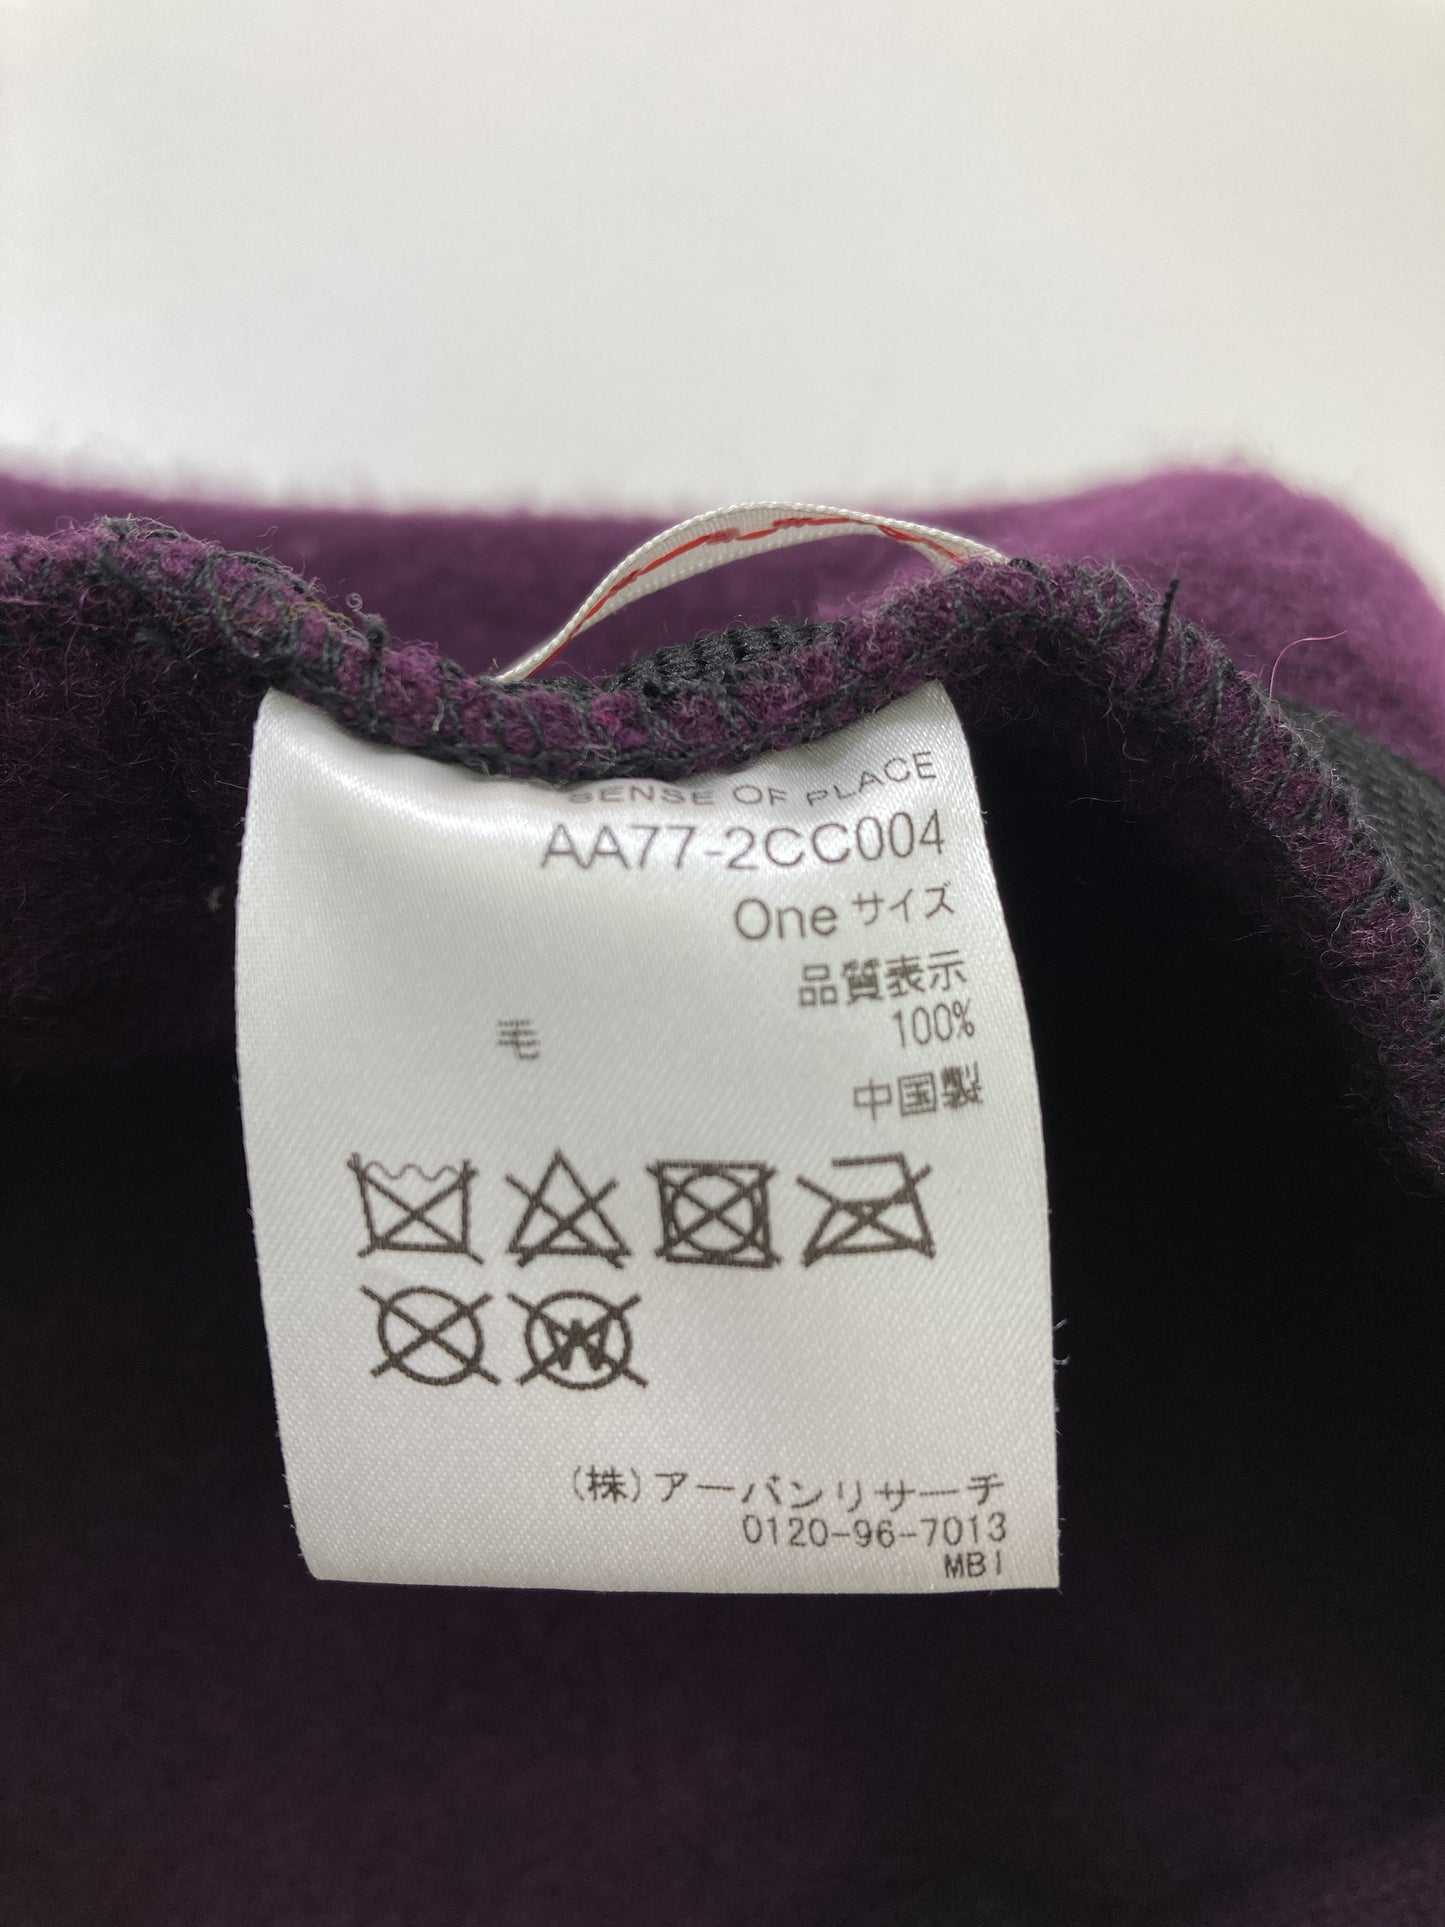 SENSE OF PLACE
AA77-2CC004
One サイズ
品質表示
毛 100%
中国製
W
(株)アーバンリサーチ
0120-96-7013
MB1